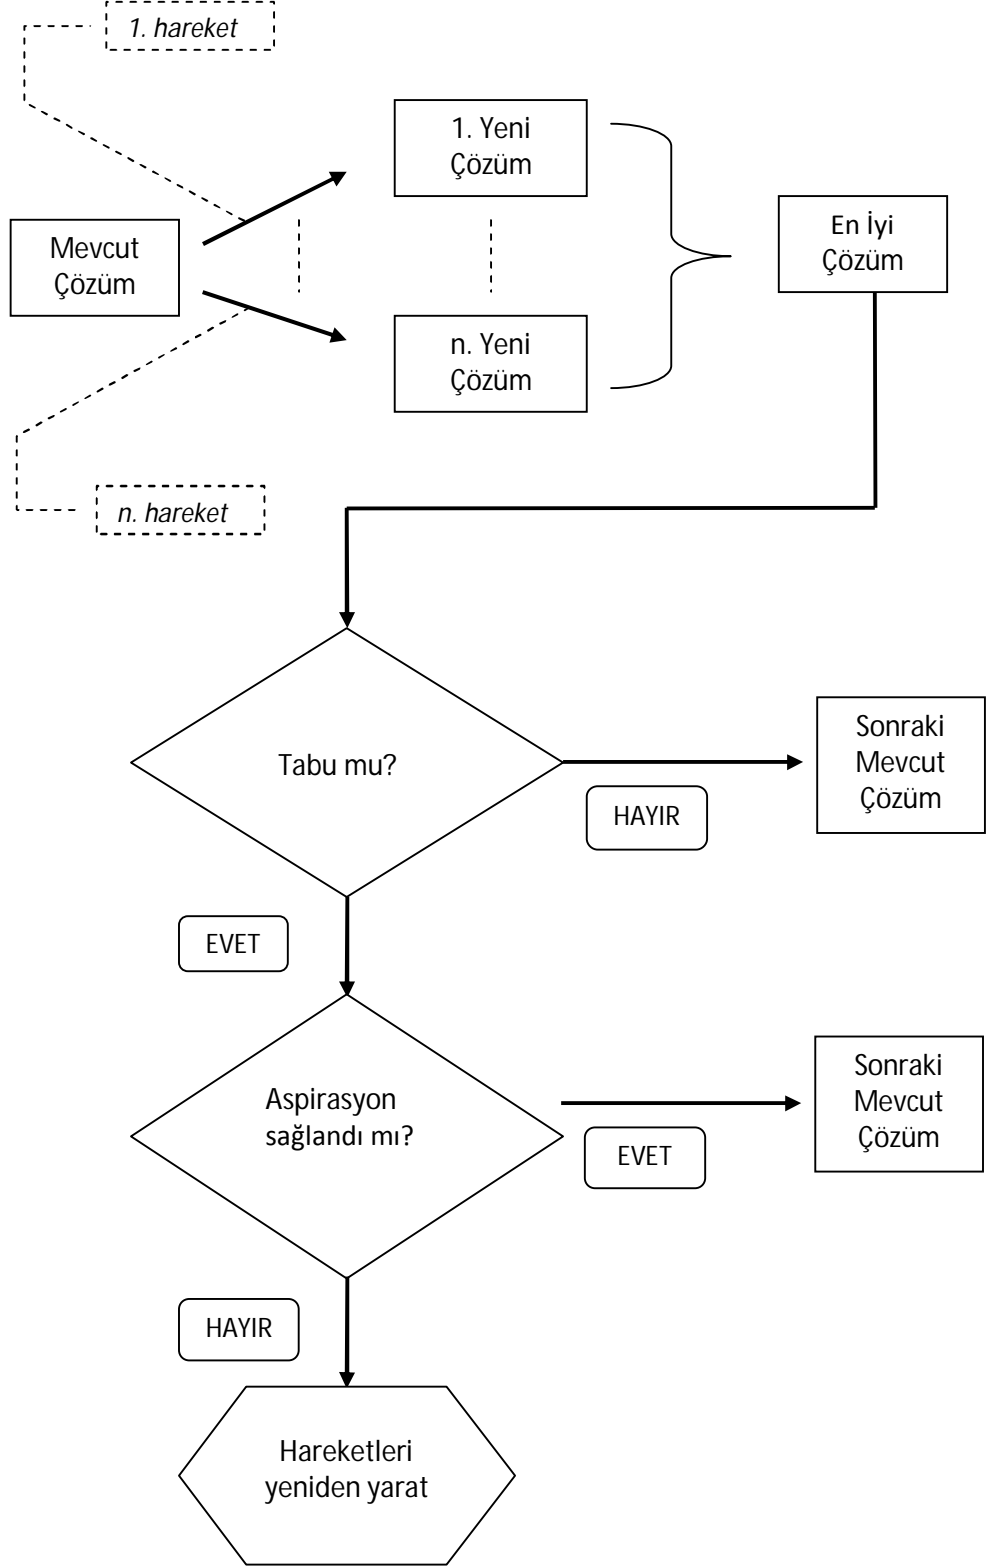 1. hareket
1. Yeni
Çözüm
Mevcut
Çözüm
En İyi
Çözüm
n. Yeni
Çözüm
n. hareket
Tabu mu?
Sonraki
Mevcut
Çözüm
HAYIR
EVET
Aspirasyon
sağlandı mı?
Sonraki
Mevcut
Çözüm
EVET
HAYIR
Hareketleri
yeniden yarat